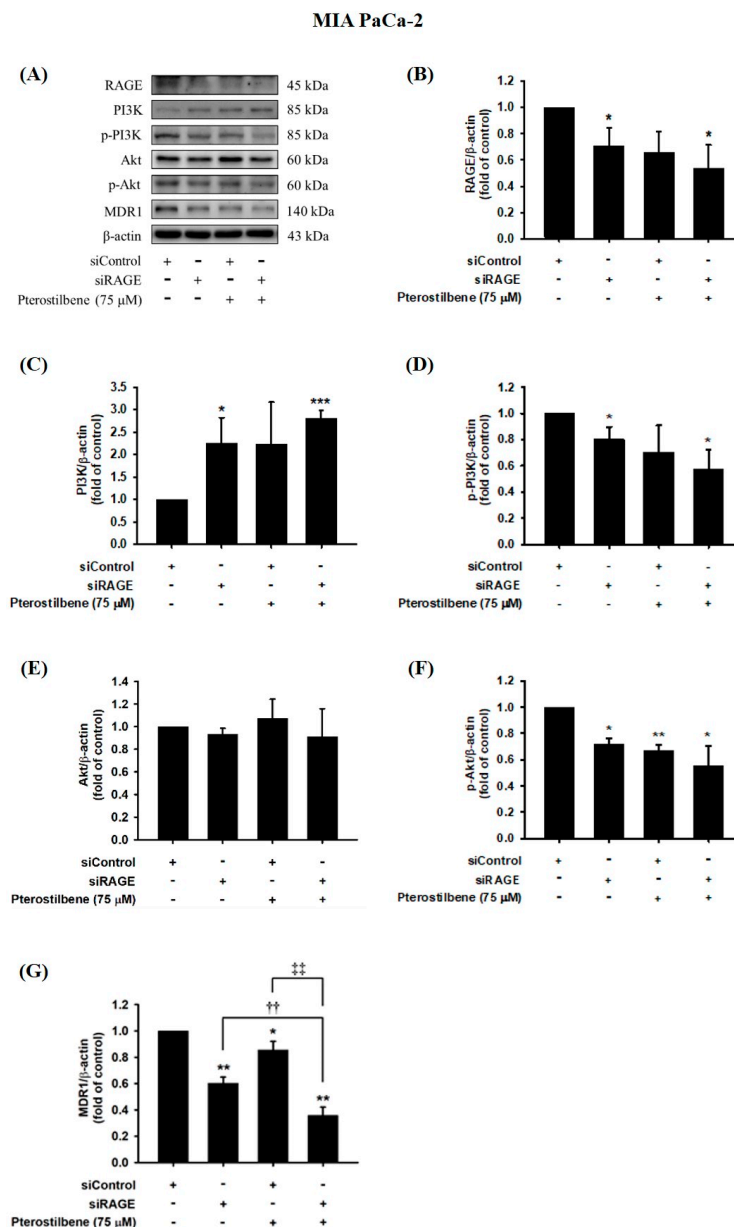 MIA PaCa-2
(A)
RAGE 45 kDa
PI3K 85 kDa
p-PI3K 85 kDa
Akt 60 kDa
p-Akt 60 kDa
MDR1 140 kDa
β-actin 43 kDa
siControl + - + -
siRAGE - + - +
Pterostilbene (75 μM) - - + +
(B)
RAGE/β-actin
(fold of control)
1.2
1.0
0.8
0.6
0.4
0.2
0.0
* *
siControl + - + -
siRAGE - + - +
Pterostilbene (75 μM) - - + +
(C)
PI3K/β-actin
(fold of control)
3.5
3.0
2.5
2.0
1.5
1.0
0.5
0.0
* ***
siControl + - + -
siRAGE - + - +
Pterostilbene (75 μM) - - + +
(D)
p-PI3K/β-actin
(fold of control)
1.2
1.0
0.8
0.6
0.4
0.2
0.0
* *
siControl + - + -
siRAGE - + - +
Pterostilbene (75 μM) - - + +
(E)
Akt/β-actin
(fold of control)
1.4
1.2
1.0
0.8
0.6
0.4
0.2
0.0
siControl + - + -
siRAGE - + - +
Pterostilbene (75 μM) - - + +
(F)
p-Akt/β-actin
(fold of control)
1.2
1.0
0.8
0.6
0.4
0.2
0.0
* ** *
siControl + - + -
siRAGE - + - +
Pterostilbene (75 μM) - - + +
(G)
MDR1/β-actin
(fold of control)
1.2
1.0
0.8
0.6
0.4
0.2
0.0
‡‡
††
** * **
siControl + - + -
siRAGE - + - +
Pterostilbene (75 μM) - - + +